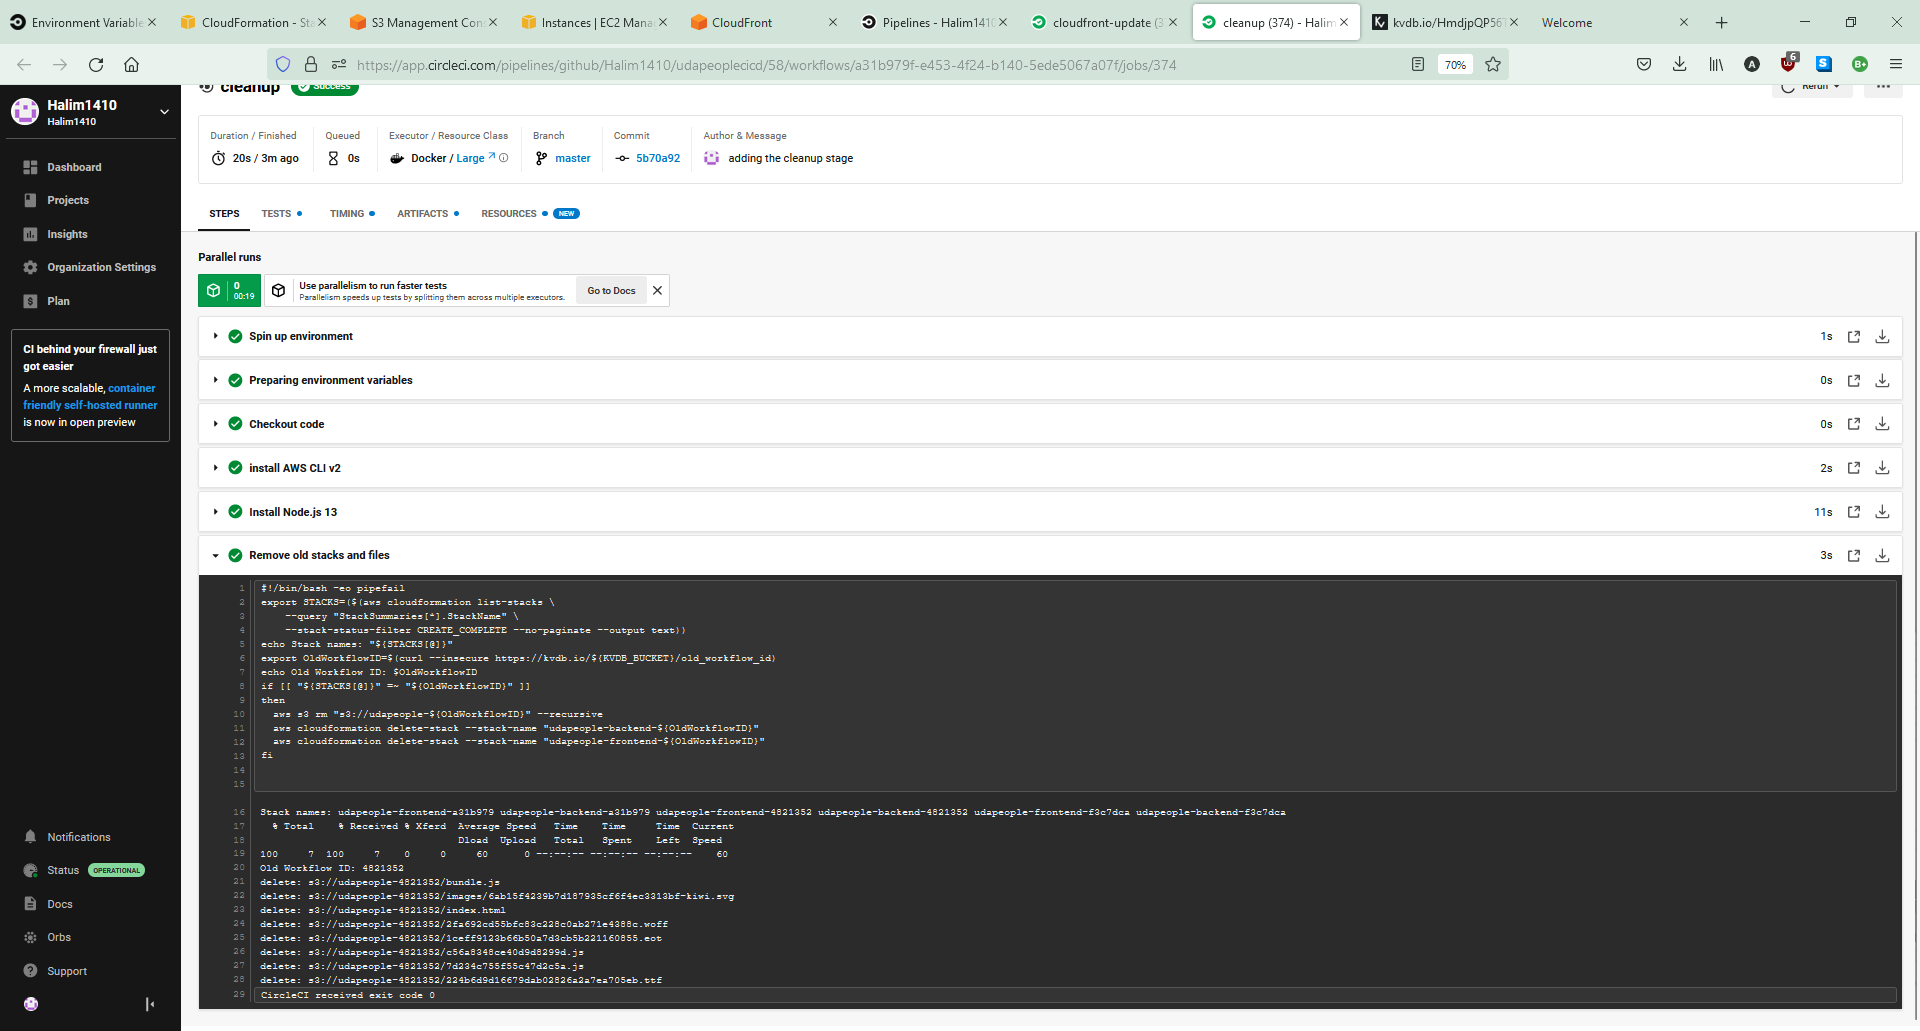 Environment Variable
CloudFormation - Sta
S3 Management Con
Instances | EC2 Mana
CloudFront
Pipelines - Halim1410
cloudfront-update (3
cleanup (374) - Halim
kvdb.io/HmdjpQP56T
Welcome
https://app.circleci.com/pipelines/github/Halim1410/udapeoplecicd/58/workflows/a31b979f-e453-4f24-b140-5ede5067a07f/jobs/374
70%
6
Halim1410
Halim1410
Dashboard
Projects
Insights
Organization Settings
Plan
CI behind your firewall just
got easier
A more scalable, container
friendly self-hosted runner
is now in open preview
Notifications
Status OPERATIONAL
Docs
Orbs
Support
cleanup Success
Rerun
Duration / Finished
20s / 3m ago
Queued
0s
Executor / Resource Class
Docker / Large
Branch
master
Commit
5b70a92
Author & Message
adding the cleanup stage
STEPS TESTS TIMING ARTIFACTS RESOURCES NEW
Parallel runs
0
00:19
Use parallelism to run faster tests
Parallelism speeds up tests by splitting them across multiple executors.
Go to Docs
Spin up environment 1s
Preparing environment variables 0s
Checkout code 0s
install AWS CLI v2 2s
Install Node.js 13 11s
Remove old stacks and files 3s
1 #!/bin/bash -eo pipefail
2 export STACKS=($(aws cloudformation list-stacks \
3 --query "StackSummaries[*].StackName" \
4 --stack-status-filter CREATE_COMPLETE --no-paginate --output text))
5 echo Stack names: "${STACKS[@]}"
6 export OldWorkflowID=$(curl --insecure https://kvdb.io/${KVDB_BUCKET}/old_workflow_id)
7 echo Old Workflow ID: $OldWorkflowID
8 if [[ "${STACKS[@]}" =~ "${OldWorkflowID}" ]]
9 then
10 aws s3 rm "s3://udapeople-${OldWorkflowID}" --recursive
11 aws cloudformation delete-stack --stack-name "udapeople-backend-${OldWorkflowID}"
12 aws cloudformation delete-stack --stack-name "udapeople-frontend-${OldWorkflowID}"
13 fi
14
15
16 Stack names: udapeople-frontend-a31b979 udapeople-backend-a31b979 udapeople-frontend-4821352 udapeople-backend-4821352 udapeople-frontend-f3c7dca udapeople-backend-f3c7dca
17 % Total % Received % Xferd Average Speed Time Time Time Current
18 Dload Upload Total Spent Left Speed
19 100 7 100 7 0 0 60 0 --:--:-- --:--:-- --:--:-- 60
20 Old Workflow ID: 4821352
21 delete: s3://udapeople-4821352/bundle.js
22 delete: s3://udapeople-4821352/images/6ab15f4239b7d187935cf6f4ec3313bf-kiwi.svg
23 delete: s3://udapeople-4821352/index.html
24 delete: s3://udapeople-4821352/2fa692cd55bfc83c228c0ab271e4388c.woff
25 delete: s3://udapeople-4821352/1ceff9123b66b50a7d3cb5b221160855.eot
26 delete: s3://udapeople-4821352/c56a8348ce40d9d8299d.js
27 delete: s3://udapeople-4821352/7d234c755f55c47d2c5a.js
28 delete: s3://udapeople-4821352/224b6d9d16679dab02826a2a7ea705eb.ttf
29 CircleCI received exit code 0